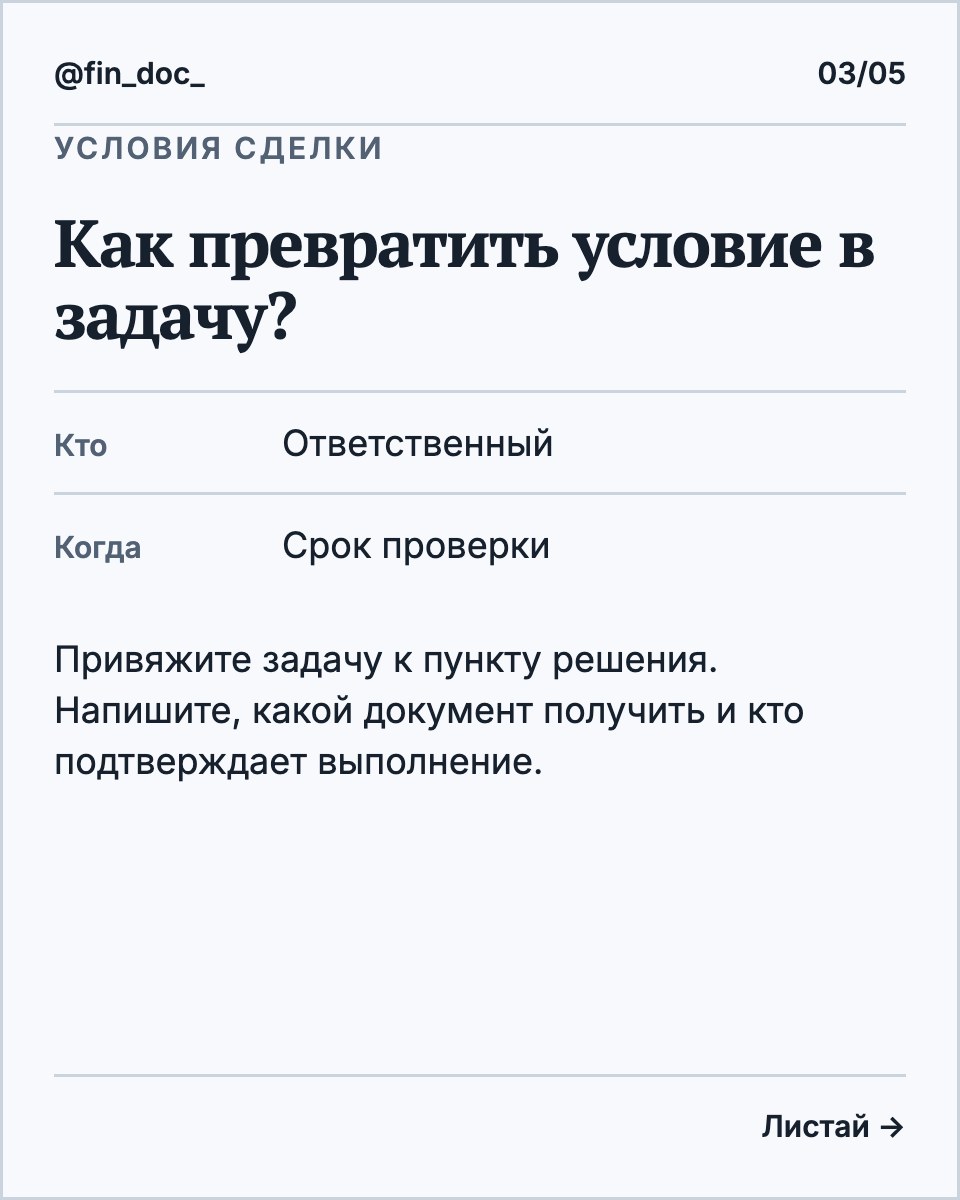 @fin_doc_
03/05
УСЛОВИЯ СДЕЛКИ
Как превратить условие в
задачу?
Кто
Ответственный
Когда
Срок проверки
Привяжите задачу к пункту решения.
Напишите, какой документ получить и кто
подтверждает выполнение.
Листай →